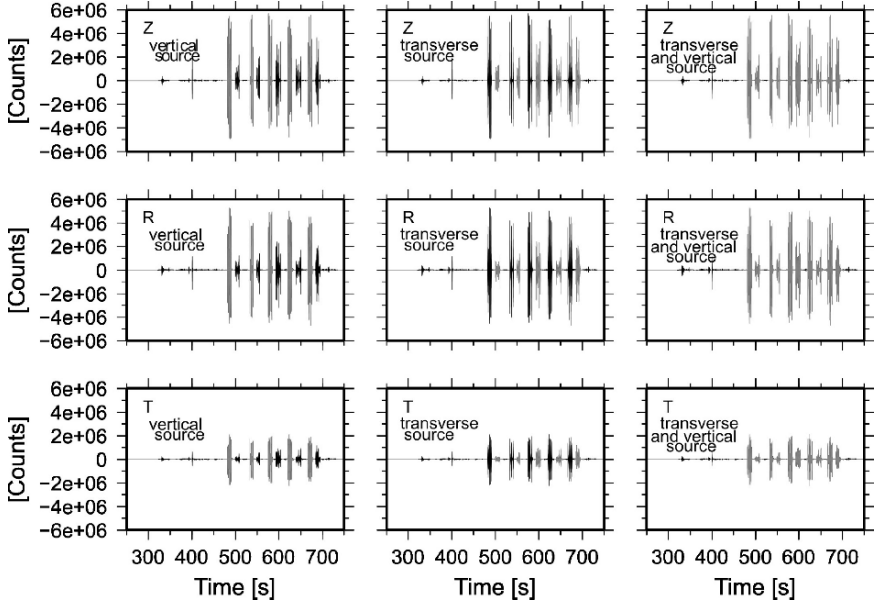 6e+06
4e+06
2e+06
0
−2e+06
−4e+06
−6e+06
[Counts]
Z
vertical
source
Z
transverse
source
Z
transverse
and vertical
source
6e+06
4e+06
2e+06
0
−2e+06
−4e+06
−6e+06
[Counts]
R
vertical
source
R
transverse
source
R
transverse
and vertical
source
6e+06
4e+06
2e+06
0
−2e+06
−4e+06
−6e+06
[Counts]
T
vertical
source
T
transverse
source
T
transverse
and vertical
source
300 400 500 600 700
300 400 500 600 700
300 400 500 600 700
Time [s]
Time [s]
Time [s]